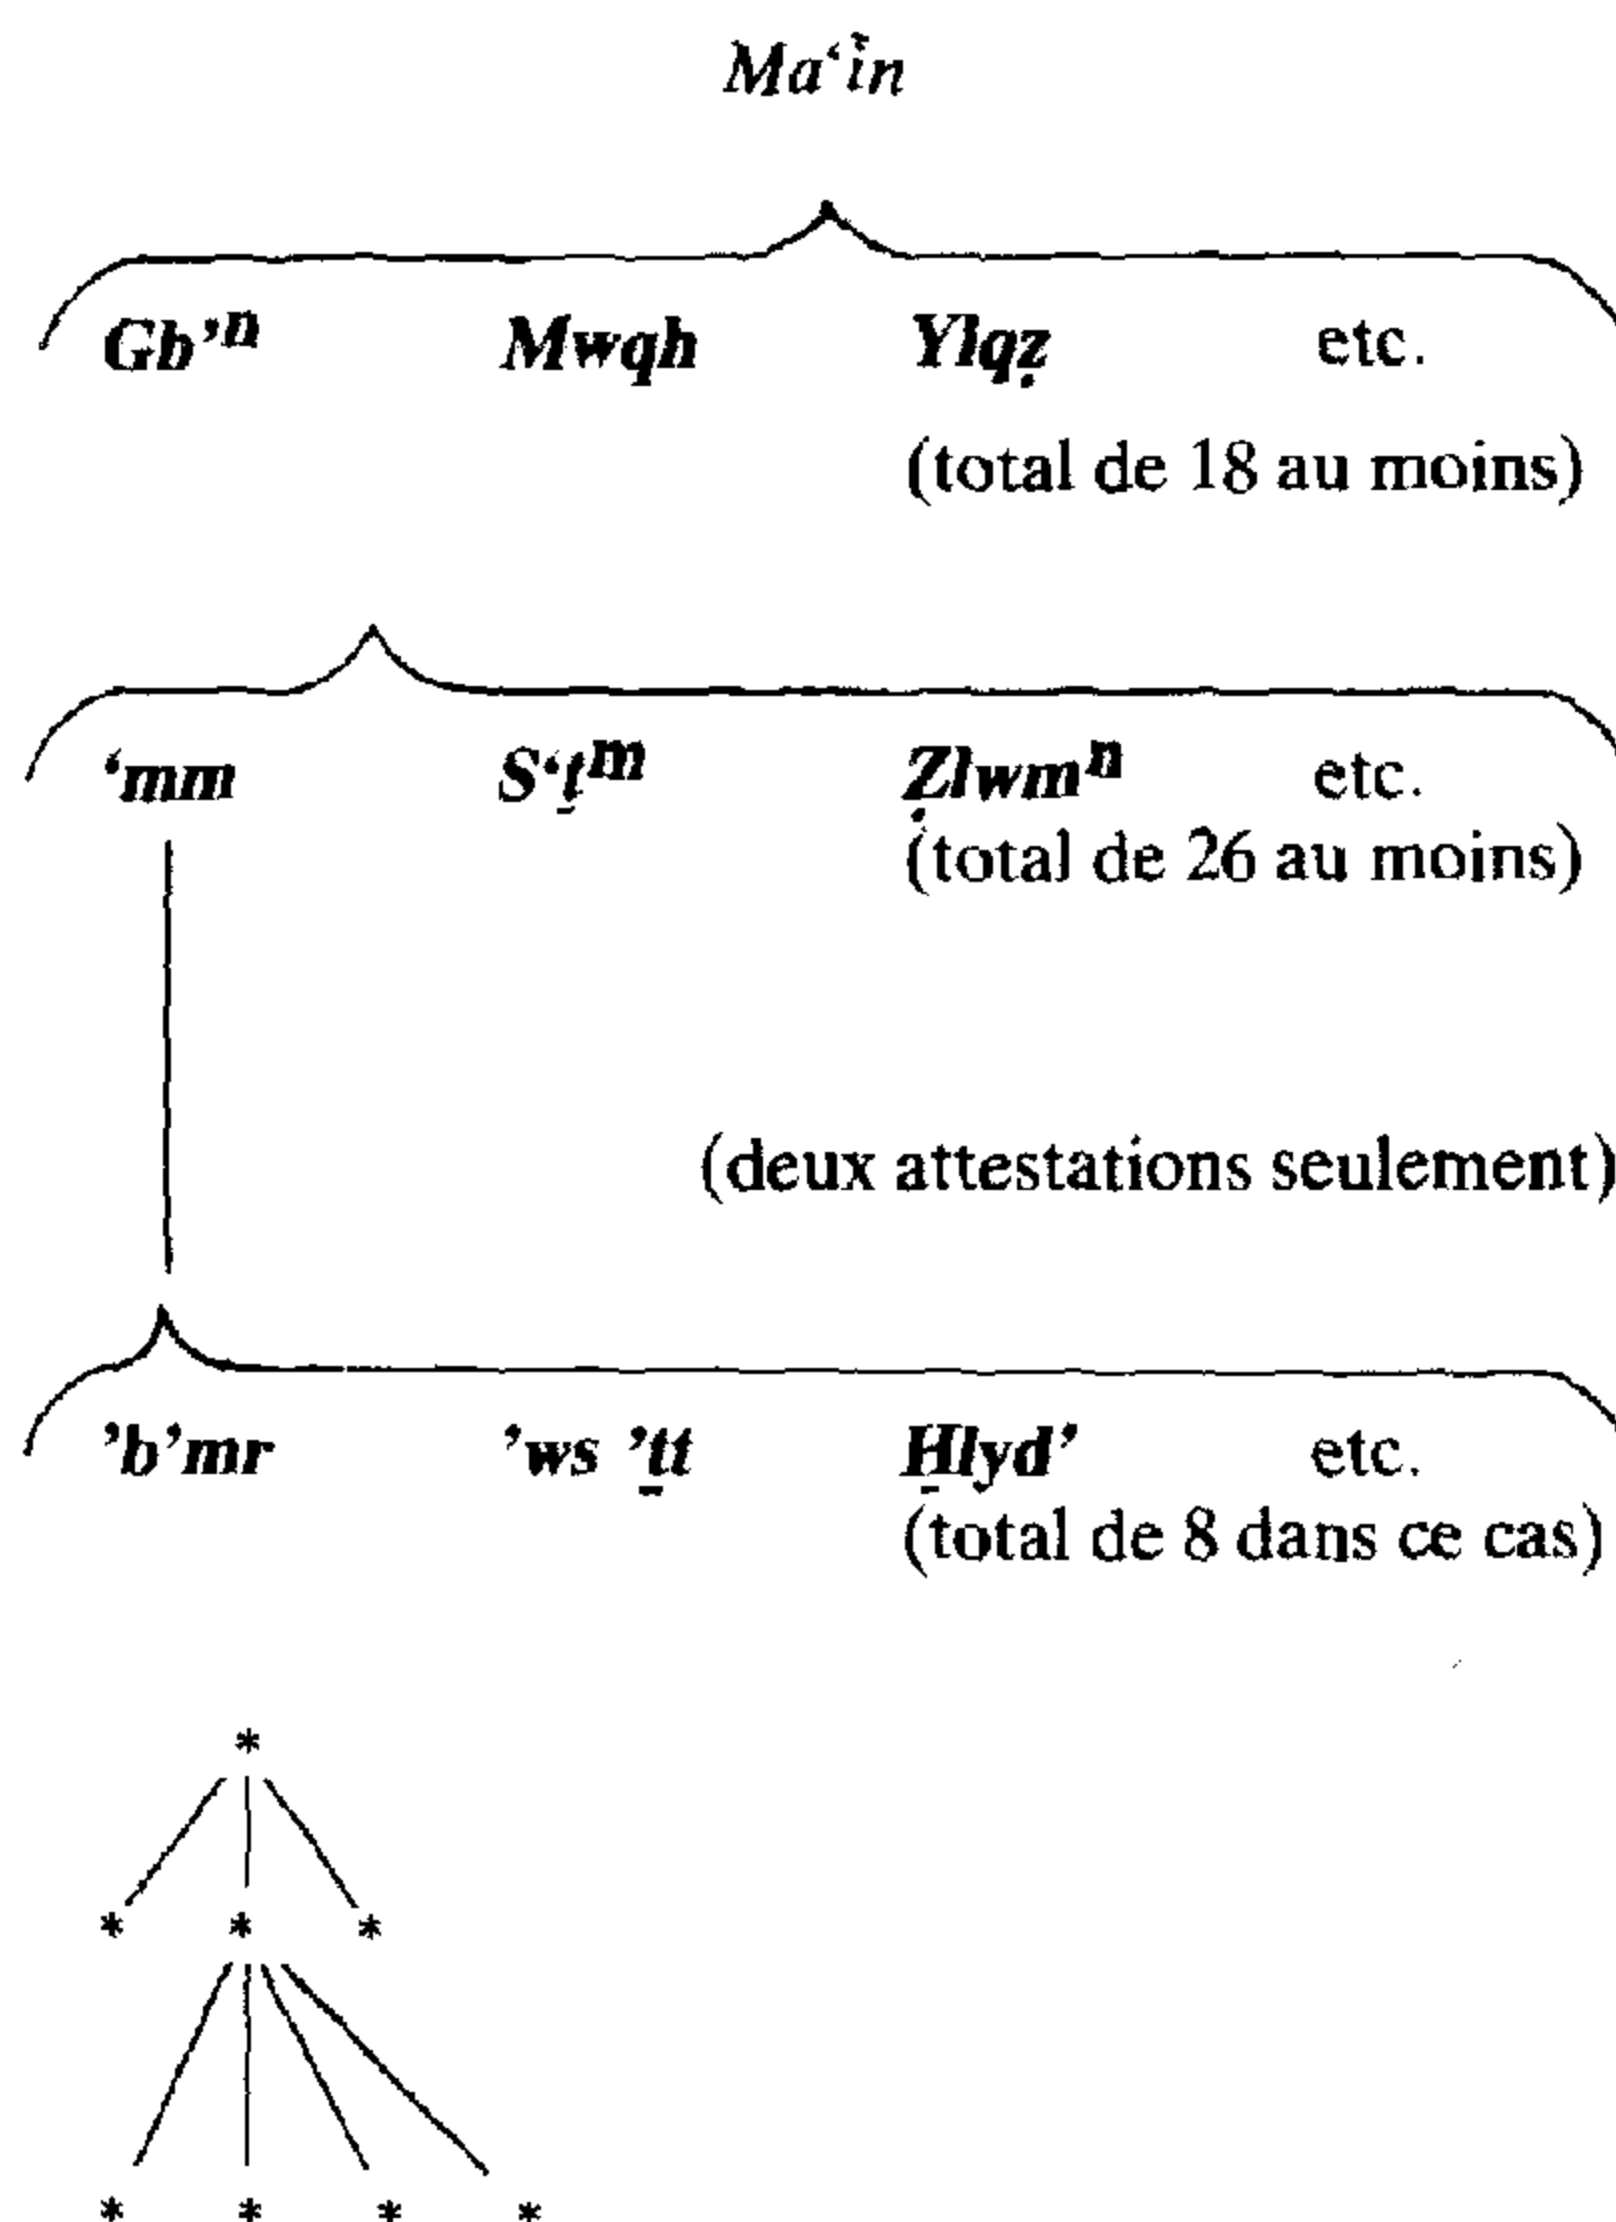 Ma‘īn
Gb’ⁿ Mwqh Ylqẓ etc.
(total de 18 au moins)
‘mm S‘ṯᵐ Ẓlwmⁿ etc.
(total de 26 au moins)
(deux attestations seulement)
’b’mr ’ws ’ṯt H̱lyd’ etc.
(total de 8 dans ce cas)
*
* * *
* * * *